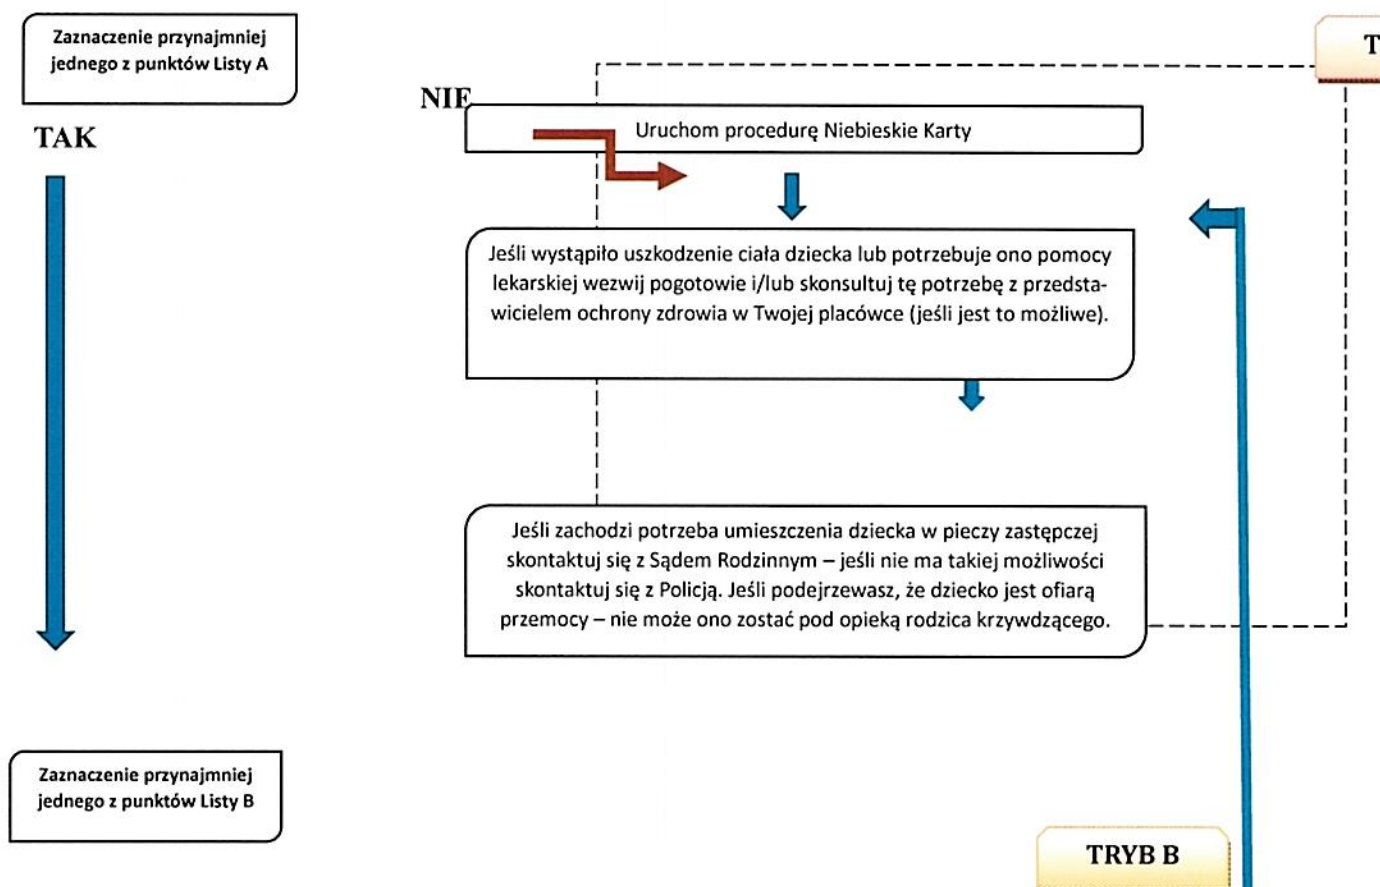 Zaznaczenie przynajmniej
jednego z punktów Listy A
T
NIE
TAK
Uruchom procedurę Niebieskie Karty
Jeśli wystąpiło uszkodzenie ciała dziecka lub potrzebuje ono pomocy
lekarskiej wezwij pogotowie i/lub skonsultuj tę potrzebę z przedsta-
wicielem ochrony zdrowia w Twojej placówce (jeśli jest to możliwe).
Jeśli zachodzi potrzeba umieszczenia dziecka w pieczy zastępczej
skontaktuj się z Sądem Rodzinnym – jeśli nie ma takiej możliwości
skontaktuj się z Policją. Jeśli podejrzewasz, że dziecko jest ofiarą
przemocy – nie może ono zostać pod opieką rodzica krzywdzącego.
Zaznaczenie przynajmniej
jednego z punktów Listy B
TRYB B